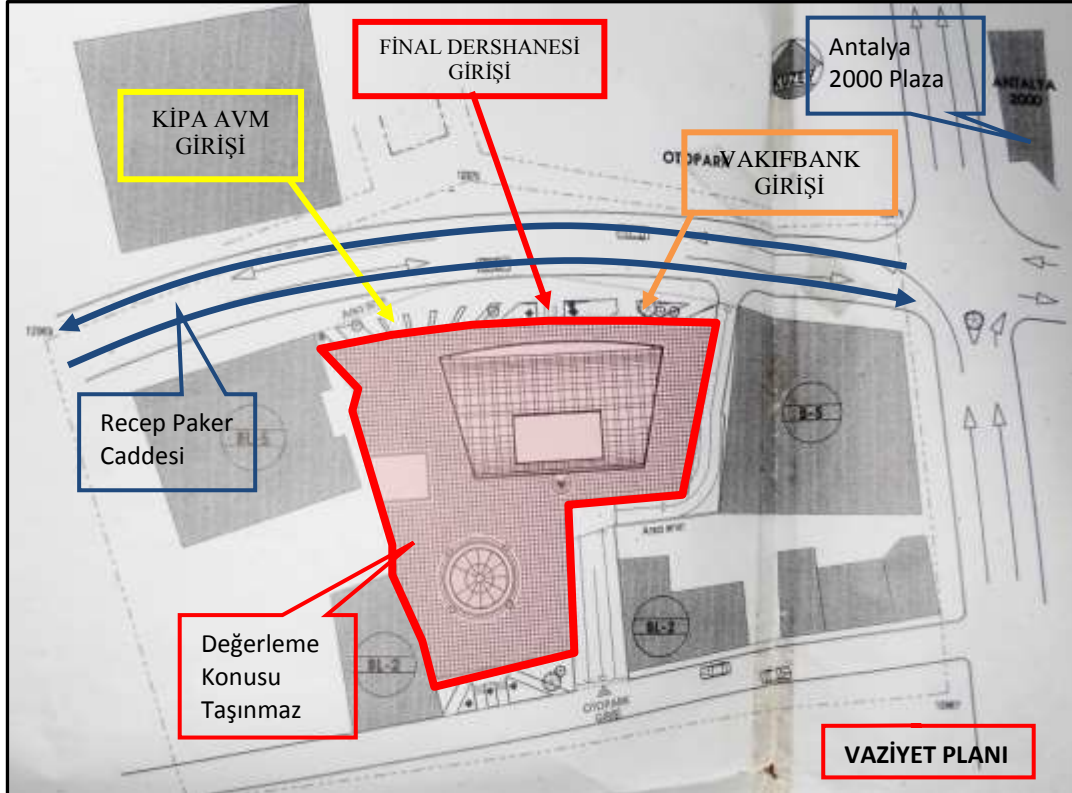 FİNAL DERSHANESİ
GİRİŞİ
Antalya
2000 Plaza
KUZEY
ANTALYA
2000
KİPA AVM
GİRİŞİ
OTOPARK
VAKIFBANK
GİRİŞİ
Recep Paker
Caddesi
BL-5
B-5
BL-2
BL-2
Değerleme
Konusu
Taşınmaz
OTOPARK
GİRİŞ
VAZİYET PLANI